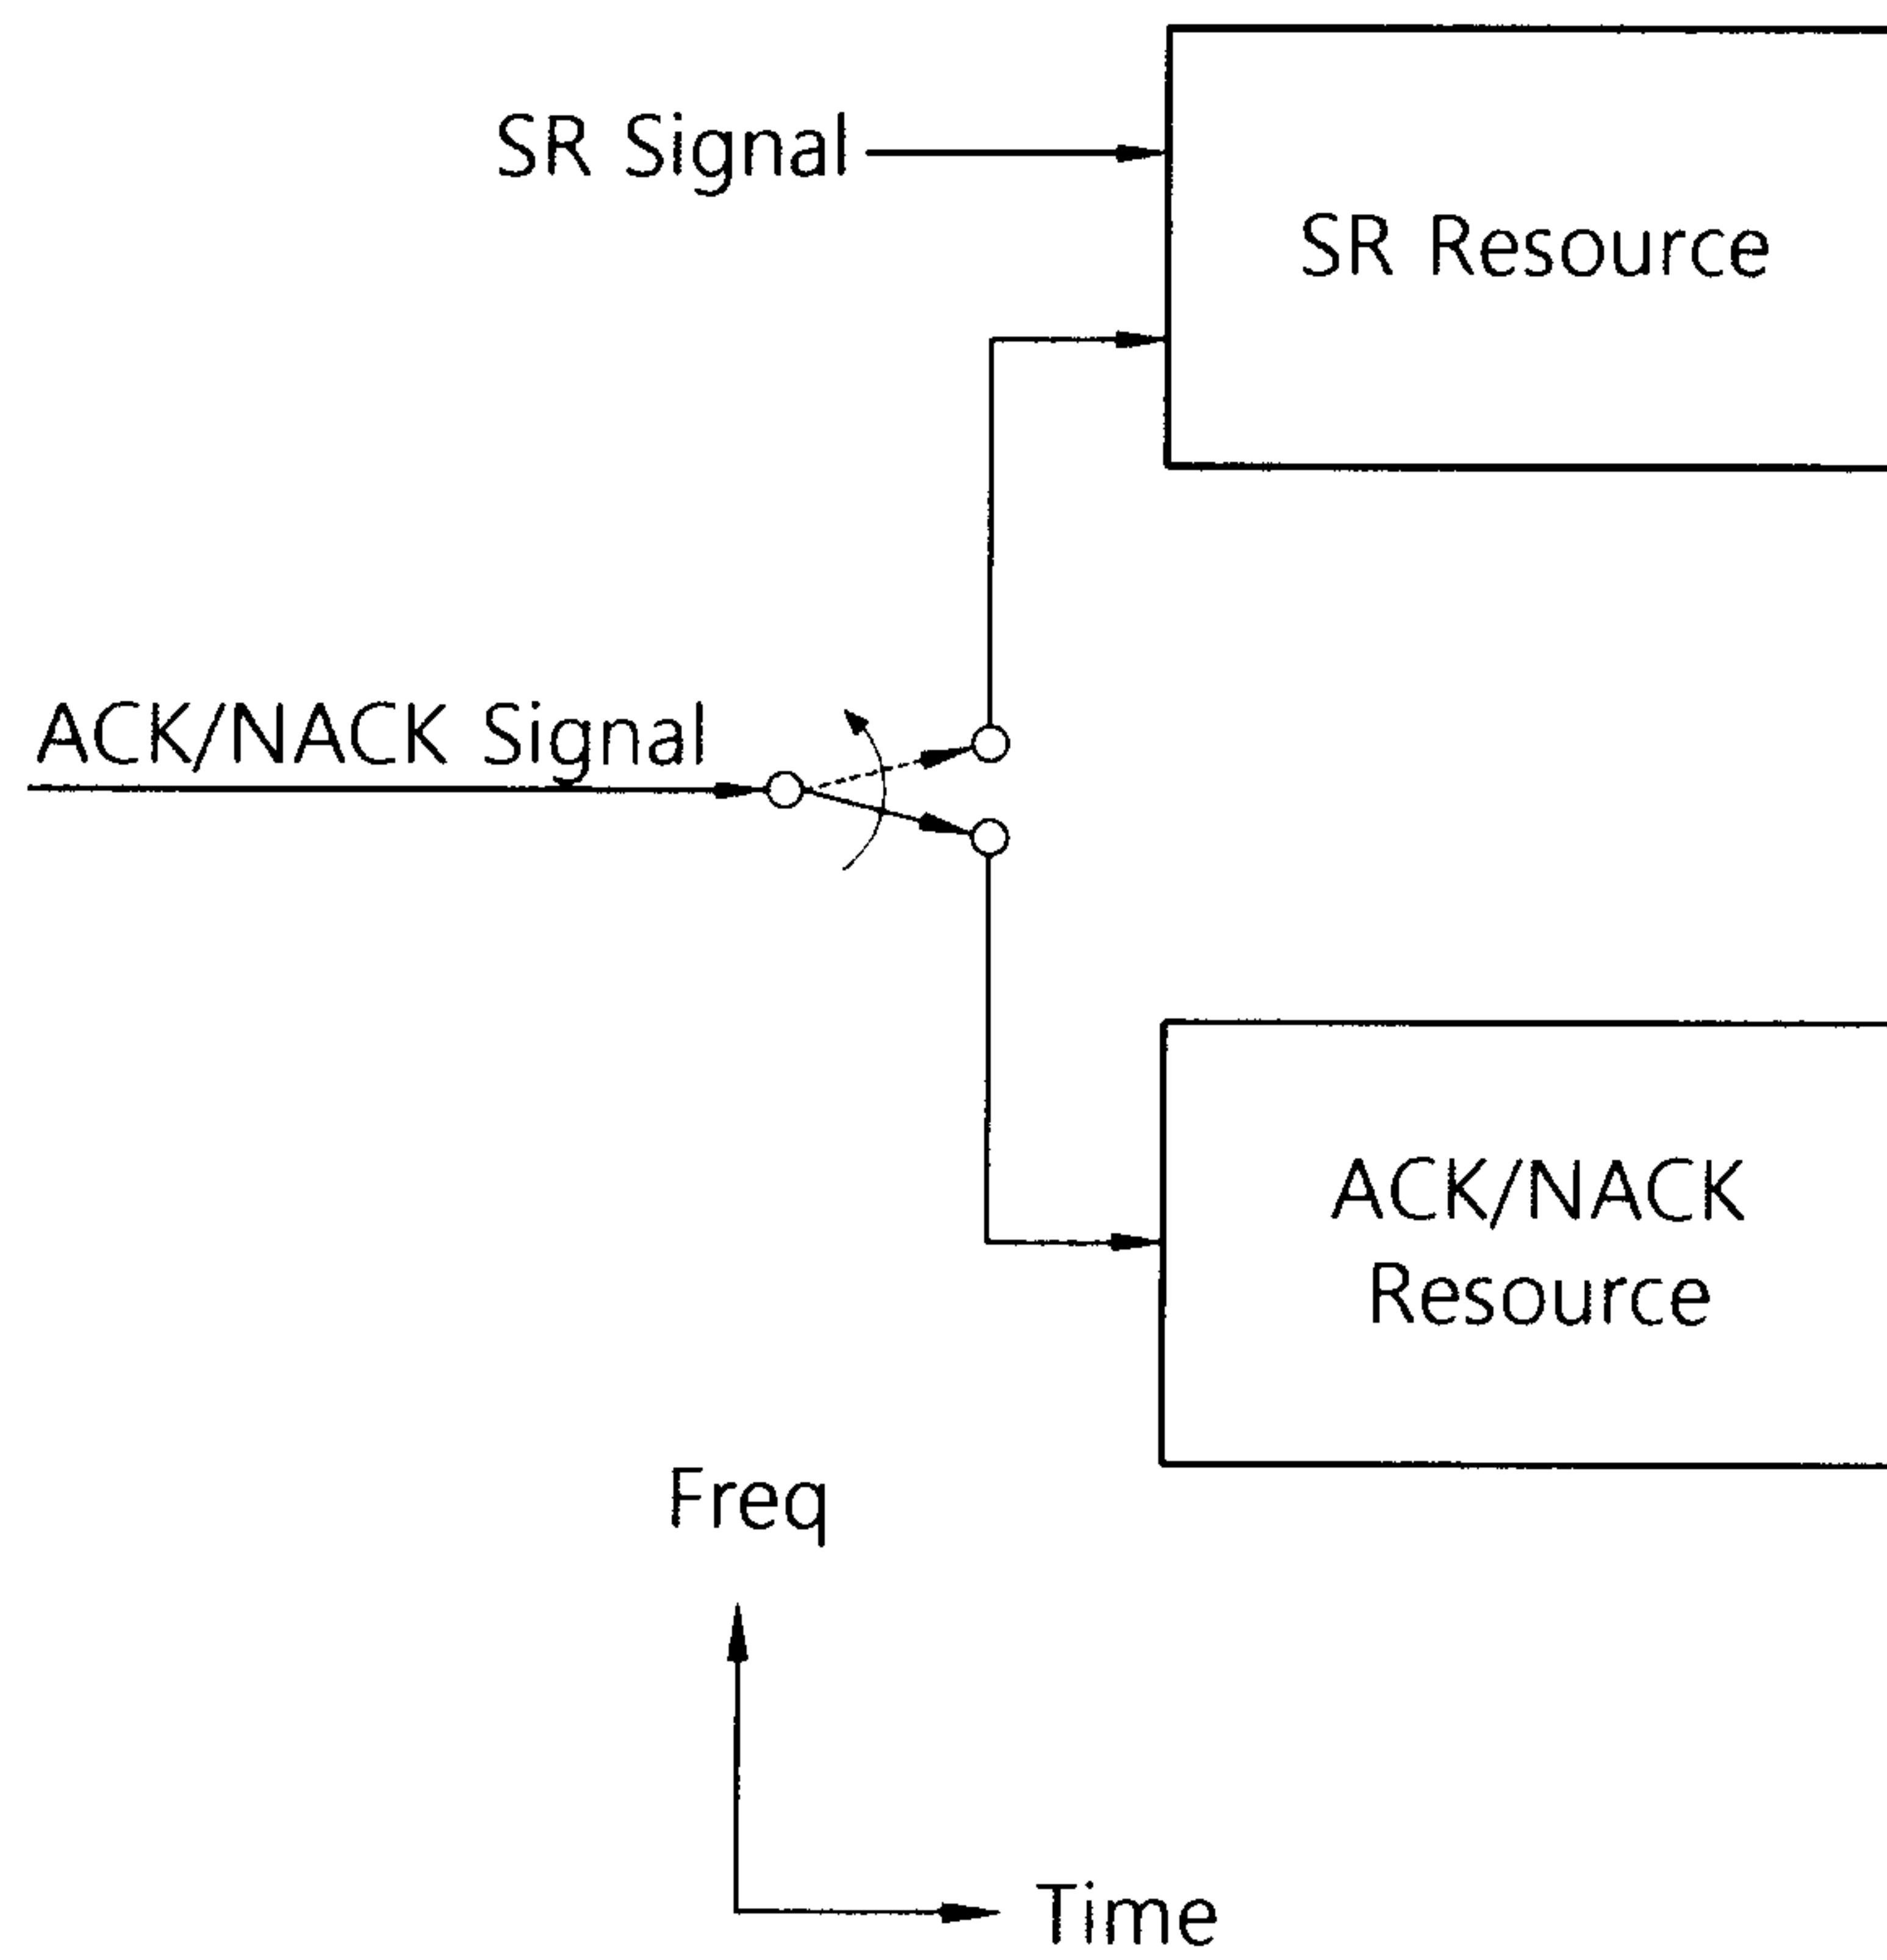 SR Signal
SR Resource
ACK/NACK Signal
ACK/NACK
Resource
Freq
Time